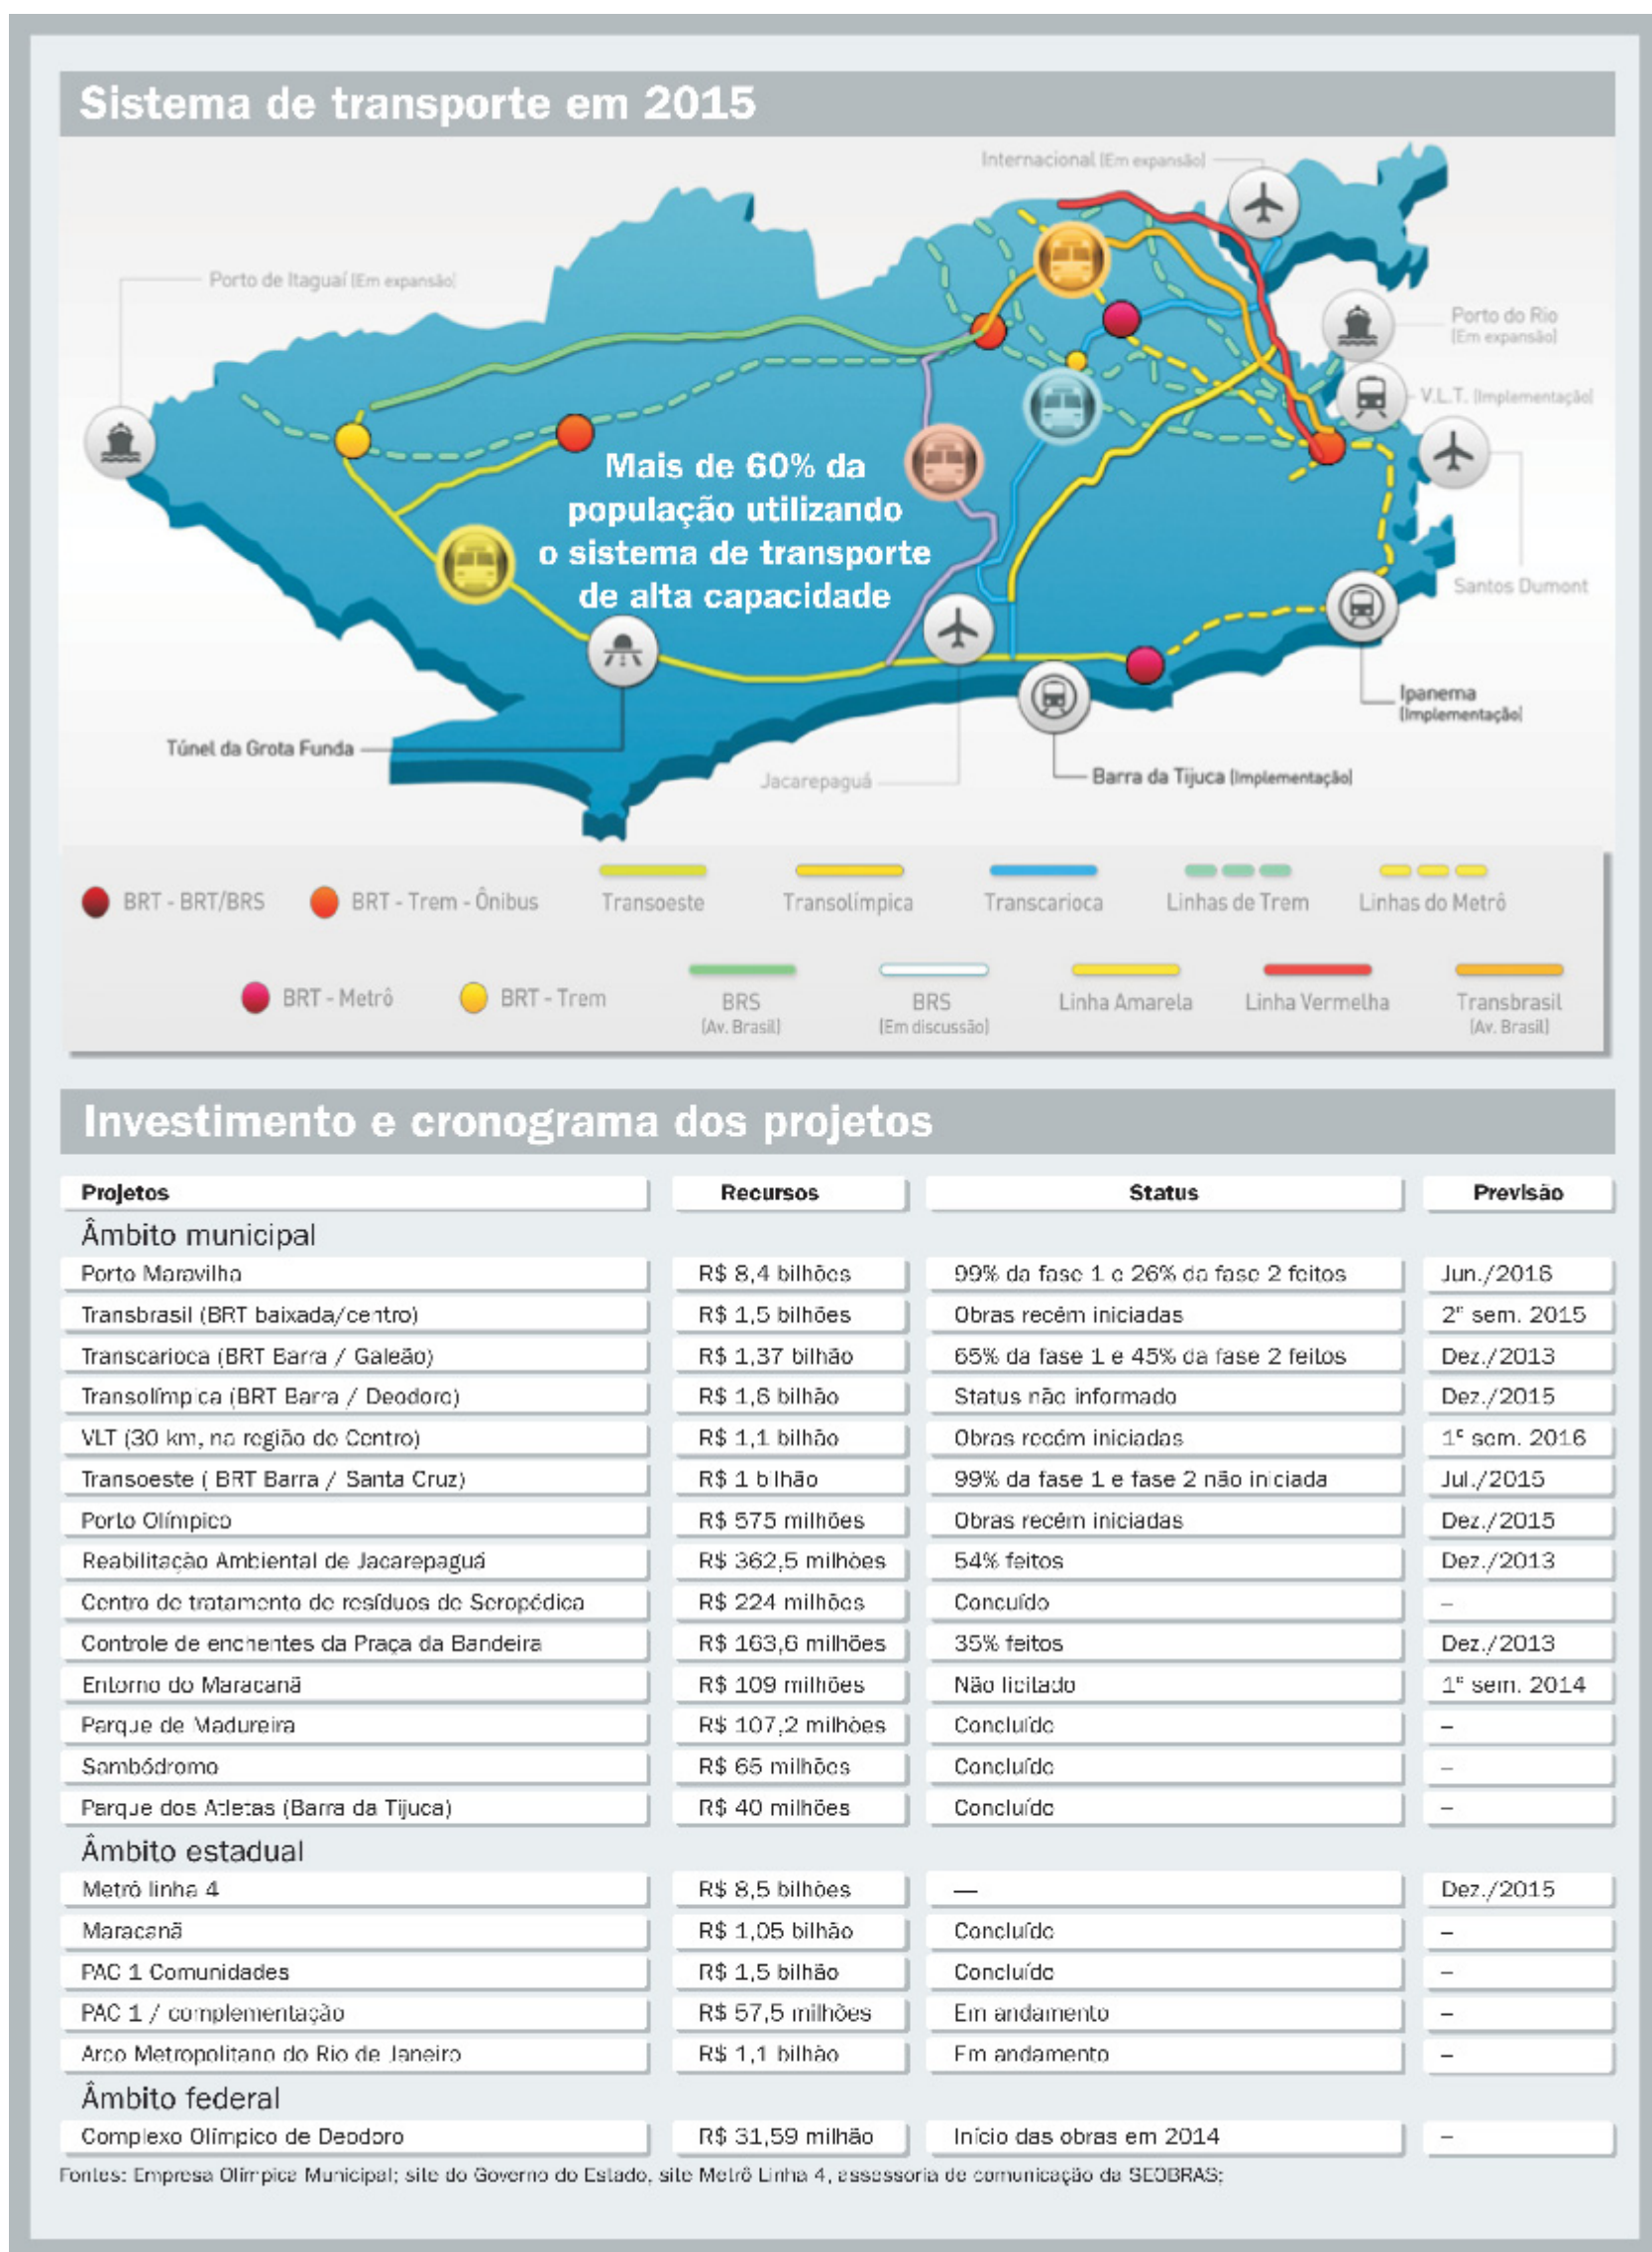 Sistema de transporte em 2015
Internacional (Em expansão)
Porto de Itaguaí (Em expansão)
Porto do Rio
(Em expansão)
V.L.T. (Implementação)
Mais de 60% da
população utilizando
o sistema de transporte
de alta capacidade
Santos Dumont
Ipanema
(Implementação)
Túnel da Grota Funda
Jacarepaguá
Barra da Tijuca (Implementação)
BRT - BRT/BRS
BRT - Trem - Ônibus
Transoeste
Transolímpica
Transcarioca
Linhas de Trem
Linhas do Metrô
BRT - Metrô
BRT - Trem
BRS
(Av. Brasil)
BRS
(Em discussão)
Linha Amarela
Linha Vermelha
Transbrasil
(Av. Brasil)
Investimento e cronograma dos projetos
Projetos Recursos Status Previsão
Âmbito municipal
Porto Maravilha R$ 8,4 bilhões 99% da fase 1 e 26% da fase 2 feitos Jun./2016
Transbrasil (BRT baixada/centro) R$ 1,5 bilhões Obras recém iniciadas 2º sem. 2015
Transcarioca (BRT Barra / Galeão) R$ 1,37 bilhão 65% da fase 1 e 45% da fase 2 feitos Dez./2013
Transolímpica (BRT Barra / Deodoro) R$ 1,6 bilhão Status não informado Dez./2015
VLT (30 km, na região do Centro) R$ 1,1 bilhão Obras recém iniciadas 1º sem. 2016
Transoeste ( BRT Barra / Santa Cruz) R$ 1 bilhão 99% da fase 1 e fase 2 não iniciada Jul./2015
Porto Olímpico R$ 575 milhões Obras recém iniciadas Dez./2015
Reabilitação Ambiental de Jacarepaguá R$ 362,5 milhões 54% feitos Dez./2013
Centro de tratamento de resíduos de Seropédica R$ 224 milhões Concuído –
Controle de enchentes da Praça da Bandeira R$ 163,6 milhões 35% feitos Dez./2013
Entorno do Maracanã R$ 109 milhões Não licitado 1º sem. 2014
Parque de Madureira R$ 107,2 milhões Concluído –
Sambódromo R$ 65 milhões Concluído –
Parque dos Atletas (Barra da Tijuca) R$ 40 milhões Concluído –
Âmbito estadual
Metrô linha 4 R$ 8,5 bilhões — Dez./2015
Maracanã R$ 1,05 bilhão Concluído –
PAC 1 Comunidades R$ 1,5 bilhão Concluído –
PAC 1 / complementação R$ 57,5 milhões Em andamento –
Arco Metropolitano do Rio de Janeiro R$ 1,1 bilhão Em andamento –
Âmbito federal
Complexo Olímpico de Deodoro R$ 31,59 milhão Início das obras em 2014 –
Fontes: Empresa Olímpica Municipal; site do Governo do Estado, site Metrô Linha 4, assessoria de comunicação da SEOBRAS;